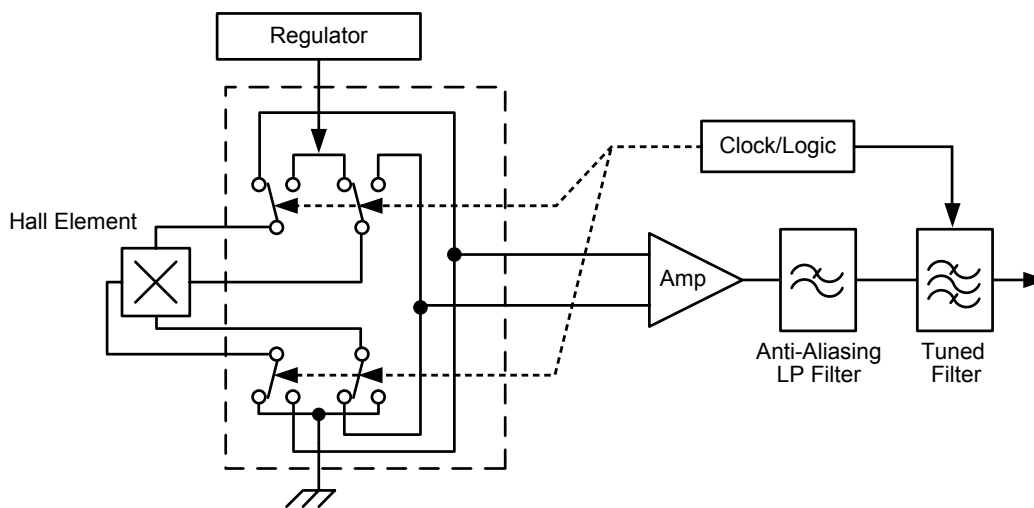 Regulator
Clock/Logic
Hall Element
Amp
Anti-Aliasing
LP Filter
Tuned
Filter